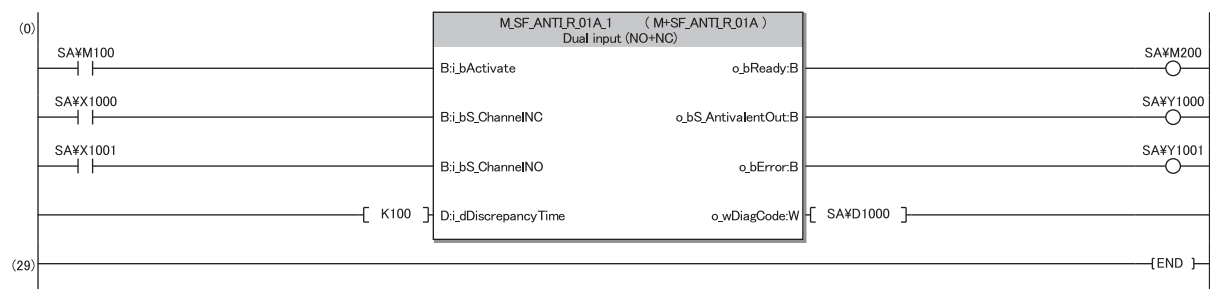 (0)
M_SF_ANTI_R_01A_1 ( M+SF_ANTI_R_01A )
Dual input (NO+NC)
SA¥M100
B:i_bActivate
o_bReady:B
SA¥M200
SA¥X1000
B:i_bS_ChannelNC
o_bS_AntivalentOut:B
SA¥Y1000
SA¥X1001
B:i_bS_ChannelNO
o_bError:B
SA¥Y1001
K100
D:i_dDiscrepancyTime
o_wDiagCode:W
SA¥D1000
(29)
END